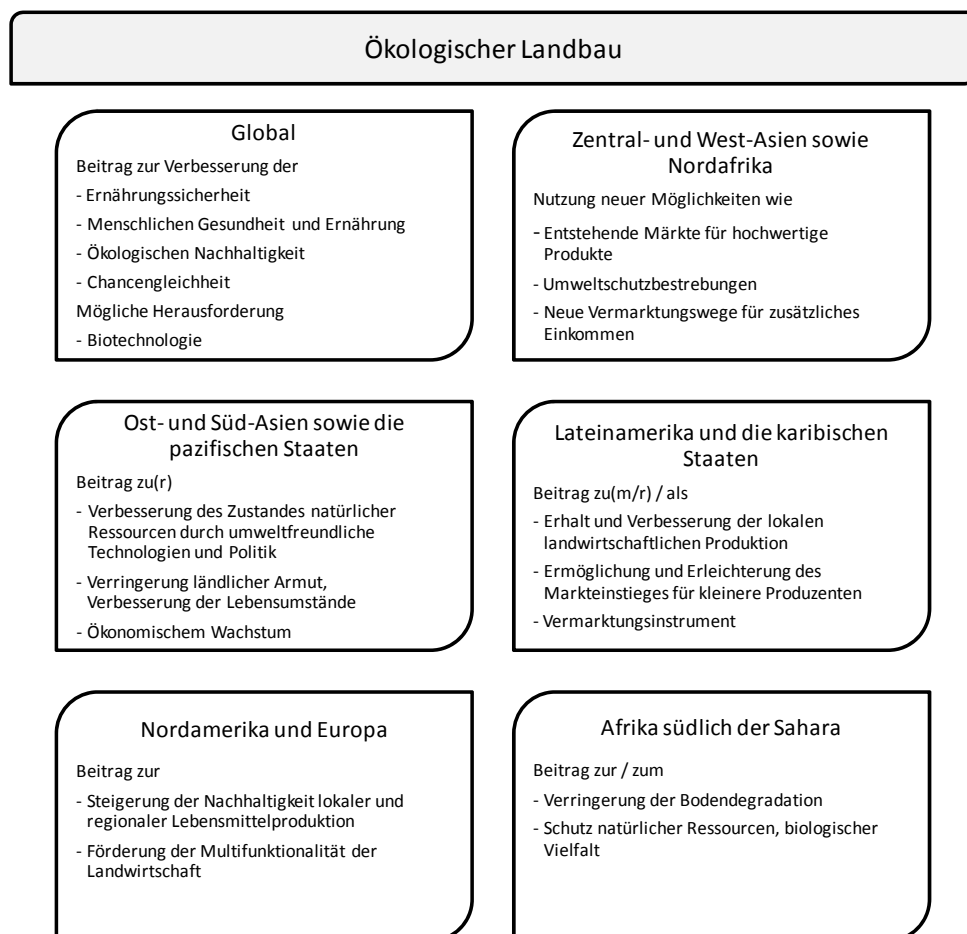 Ökologischer Landbau
Global
Beitrag zur Verbesserung der
- Ernährungssicherheit
- Menschlichen Gesundheit und Ernährung
- Ökologischen Nachhaltigkeit
- Chancengleichheit
Mögliche Herausforderung
- Biotechnologie
Zentral- und West-Asien sowie
Nordafrika
Nutzung neuer Möglichkeiten wie
- Entstehende Märkte für hochwertige
Produkte
- Umweltschutzbestrebungen
- Neue Vermarktungswege für zusätzliches
Einkommen
Ost- und Süd-Asien sowie die
pazifischen Staaten
Beitrag zu(r)
- Verbesserung des Zustandes natürlicher
Ressourcen durch umweltfreundliche
Technologien und Politik
- Verringerung ländlicher Armut,
Verbesserung der Lebensumstände
- Ökonomischem Wachstum
Lateinamerika und die karibischen
Staaten
Beitrag zu(m/r) / als
- Erhalt und Verbesserung der lokalen
landwirtschaftlichen Produktion
- Ermöglichung und Erleichterung des
Markteinstieges für kleinere Produzenten
- Vermarktungsinstrument
Nordamerika und Europa
Beitrag zur
- Steigerung der Nachhaltigkeit lokaler und
regionaler Lebensmittelproduktion
- Förderung der Multifunktionalität der
Landwirtschaft
Afrika südlich der Sahara
Beitrag zur / zum
- Verringerung der Bodendegradation
- Schutz natürlicher Ressourcen, biologischer
Vielfalt